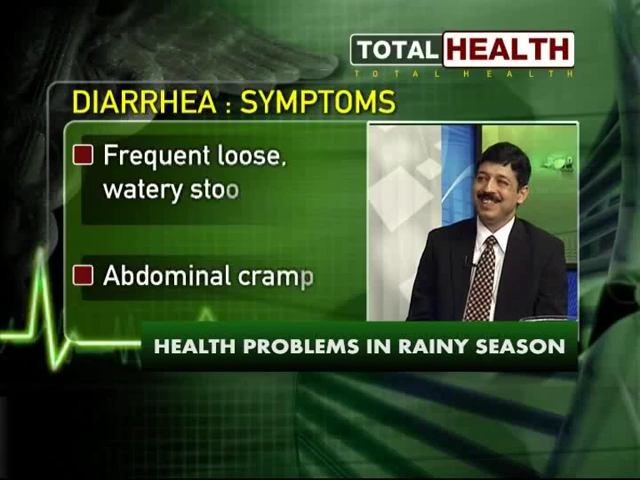 TOTAL HEALTH
TOTAL HEALTH
DIARRHEA : SYMPTOMS
Frequent loose,
watery stoo
Abdominal cramp
HEALTH PROBLEMS IN RAINY SEASON